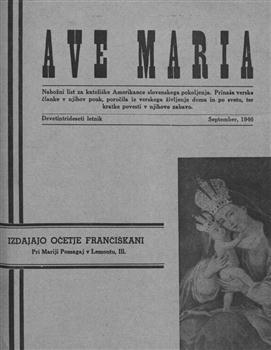 AVE MARIA
Nabožni list za katoliške Amerikance slovenskega pokoljenja. Prinaša verske
članke v njihov pouk, poročila iz verskega življenja doma in po svetu, ter
kratke povesti v njihovo zabavo.
Devetintrideseti letnik
September, 1946
IZDAJAJO OČETJE FRANČIŠKANI
Pri Mariji Pomagaj v Lemontu, Ill.